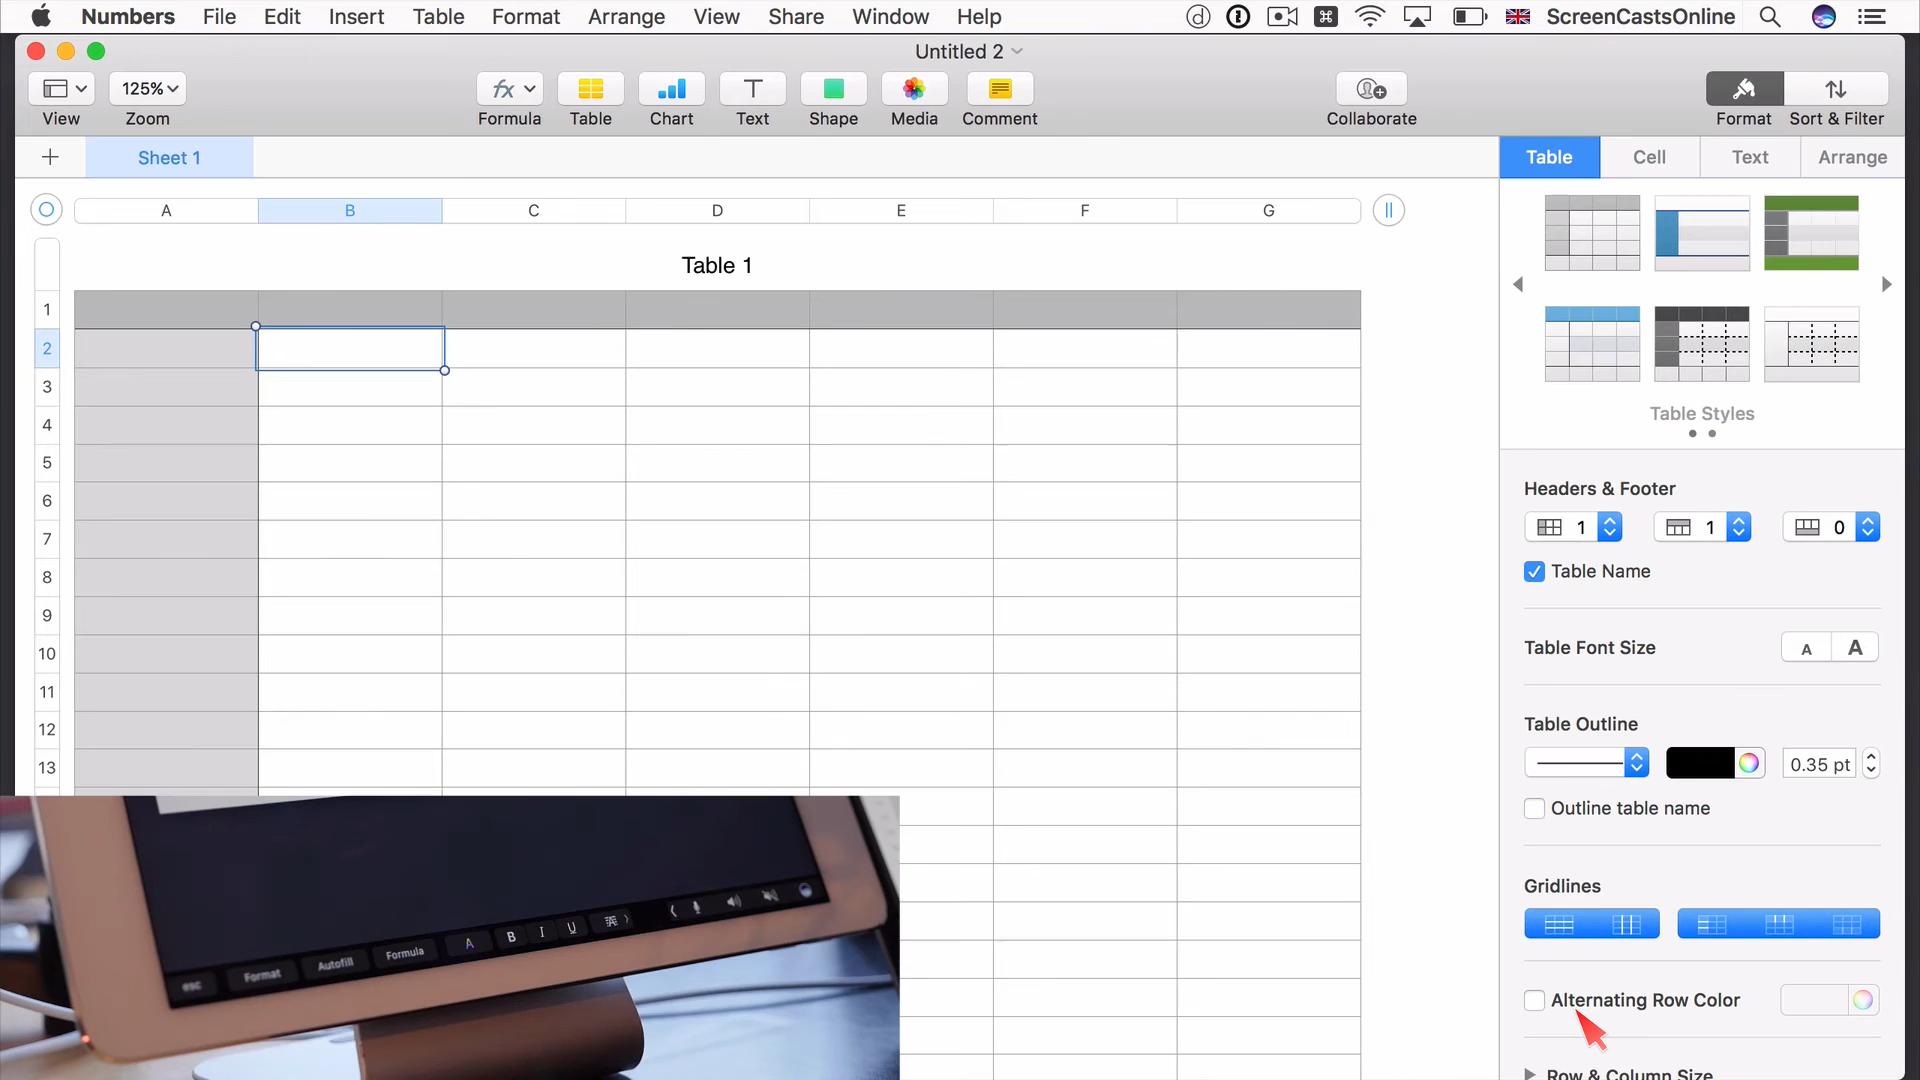 Numbers File Edit Insert Table Format Arrange View Share Window Help ScreenCastsOnline
Untitled 2
125%
View Zoom Formula Table Chart Text Shape Media Comment Collaborate Format Sort & Filter
Sheet 1
Table Cell Text Arrange
A B C D E F G
Table 1
1
2
3
4
5
6
7
8
9
10
11
12
13
Table Styles
Headers & Footer
1 1 0
Table Name
Table Font Size A A
Table Outline
0.35 pt
Outline table name
Gridlines
Alternating Row Color
Row & Column Size
esc Format Autofill Formula A B I U